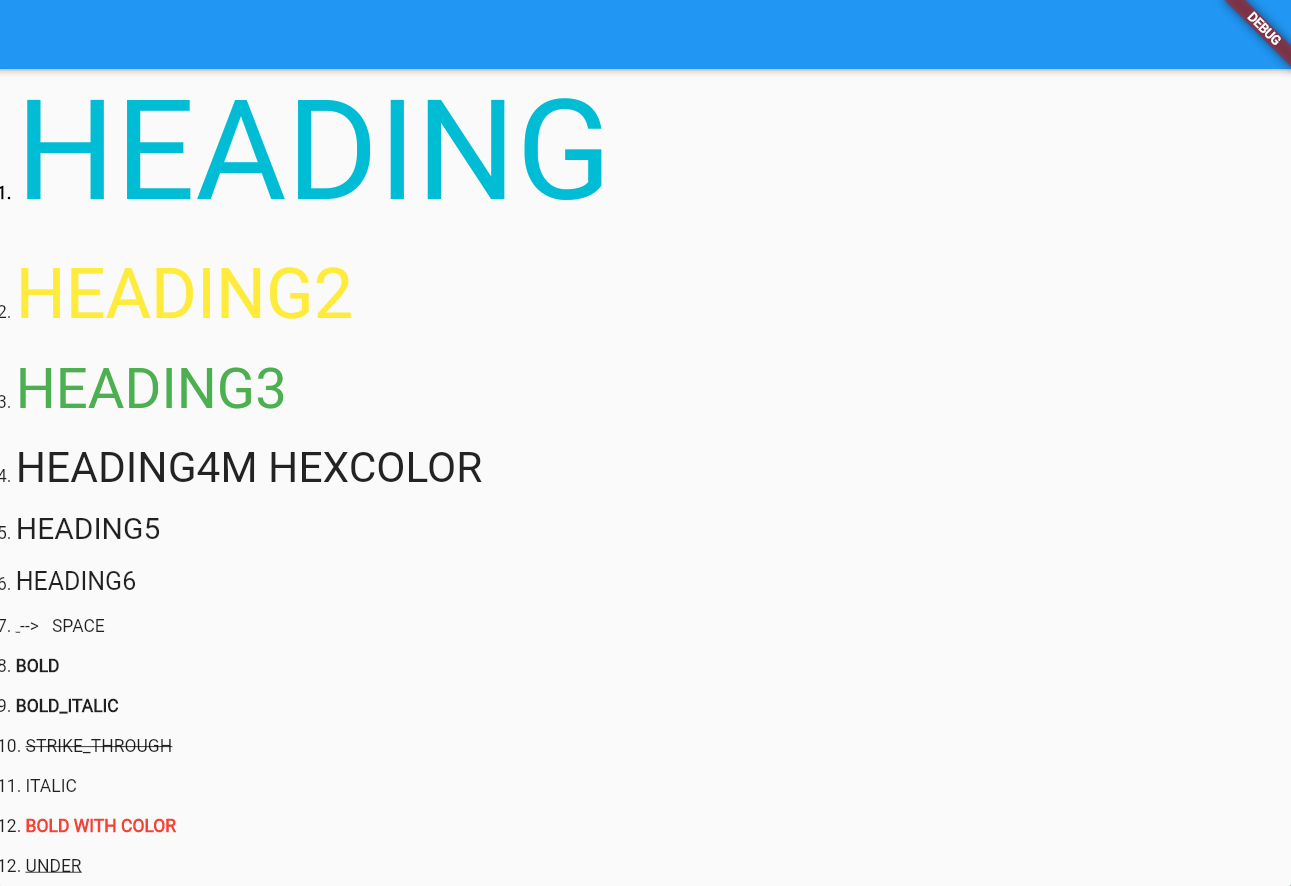 DEBUG
1. HEADING
2. HEADING2
3. HEADING3
4. HEADING4M HEXCOLOR
5. HEADING5
6. HEADING6
7. _-->   SPACE
8. BOLD
9. BOLD_ITALIC
10. STRIKE_THROUGH
11. ITALIC
12. BOLD WITH COLOR
12. UNDER